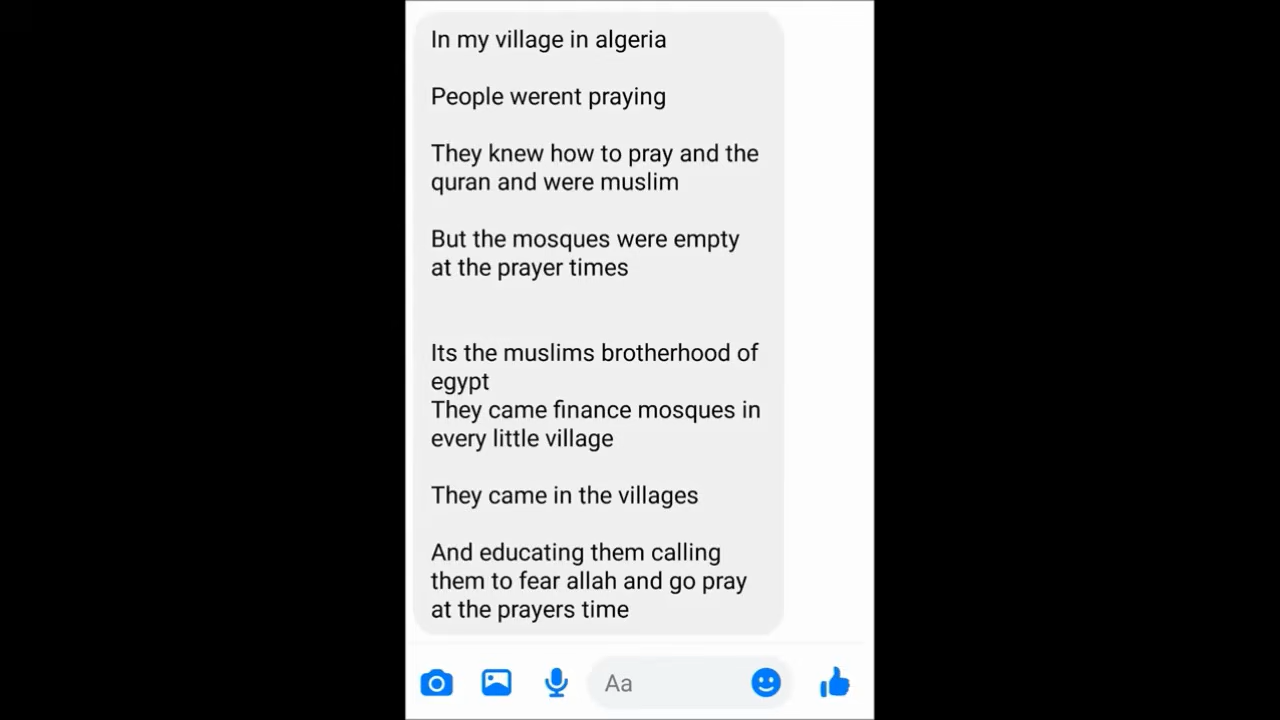 In my village in algeria
People werent praying
They knew how to pray and the
quran and were muslim
But the mosques were empty
at the prayer times
Its the muslims brotherhood of
egypt
They came finance mosques in
every little village
They came in the villages
And educating them calling
them to fear allah and go pray
at the prayers time
Aa